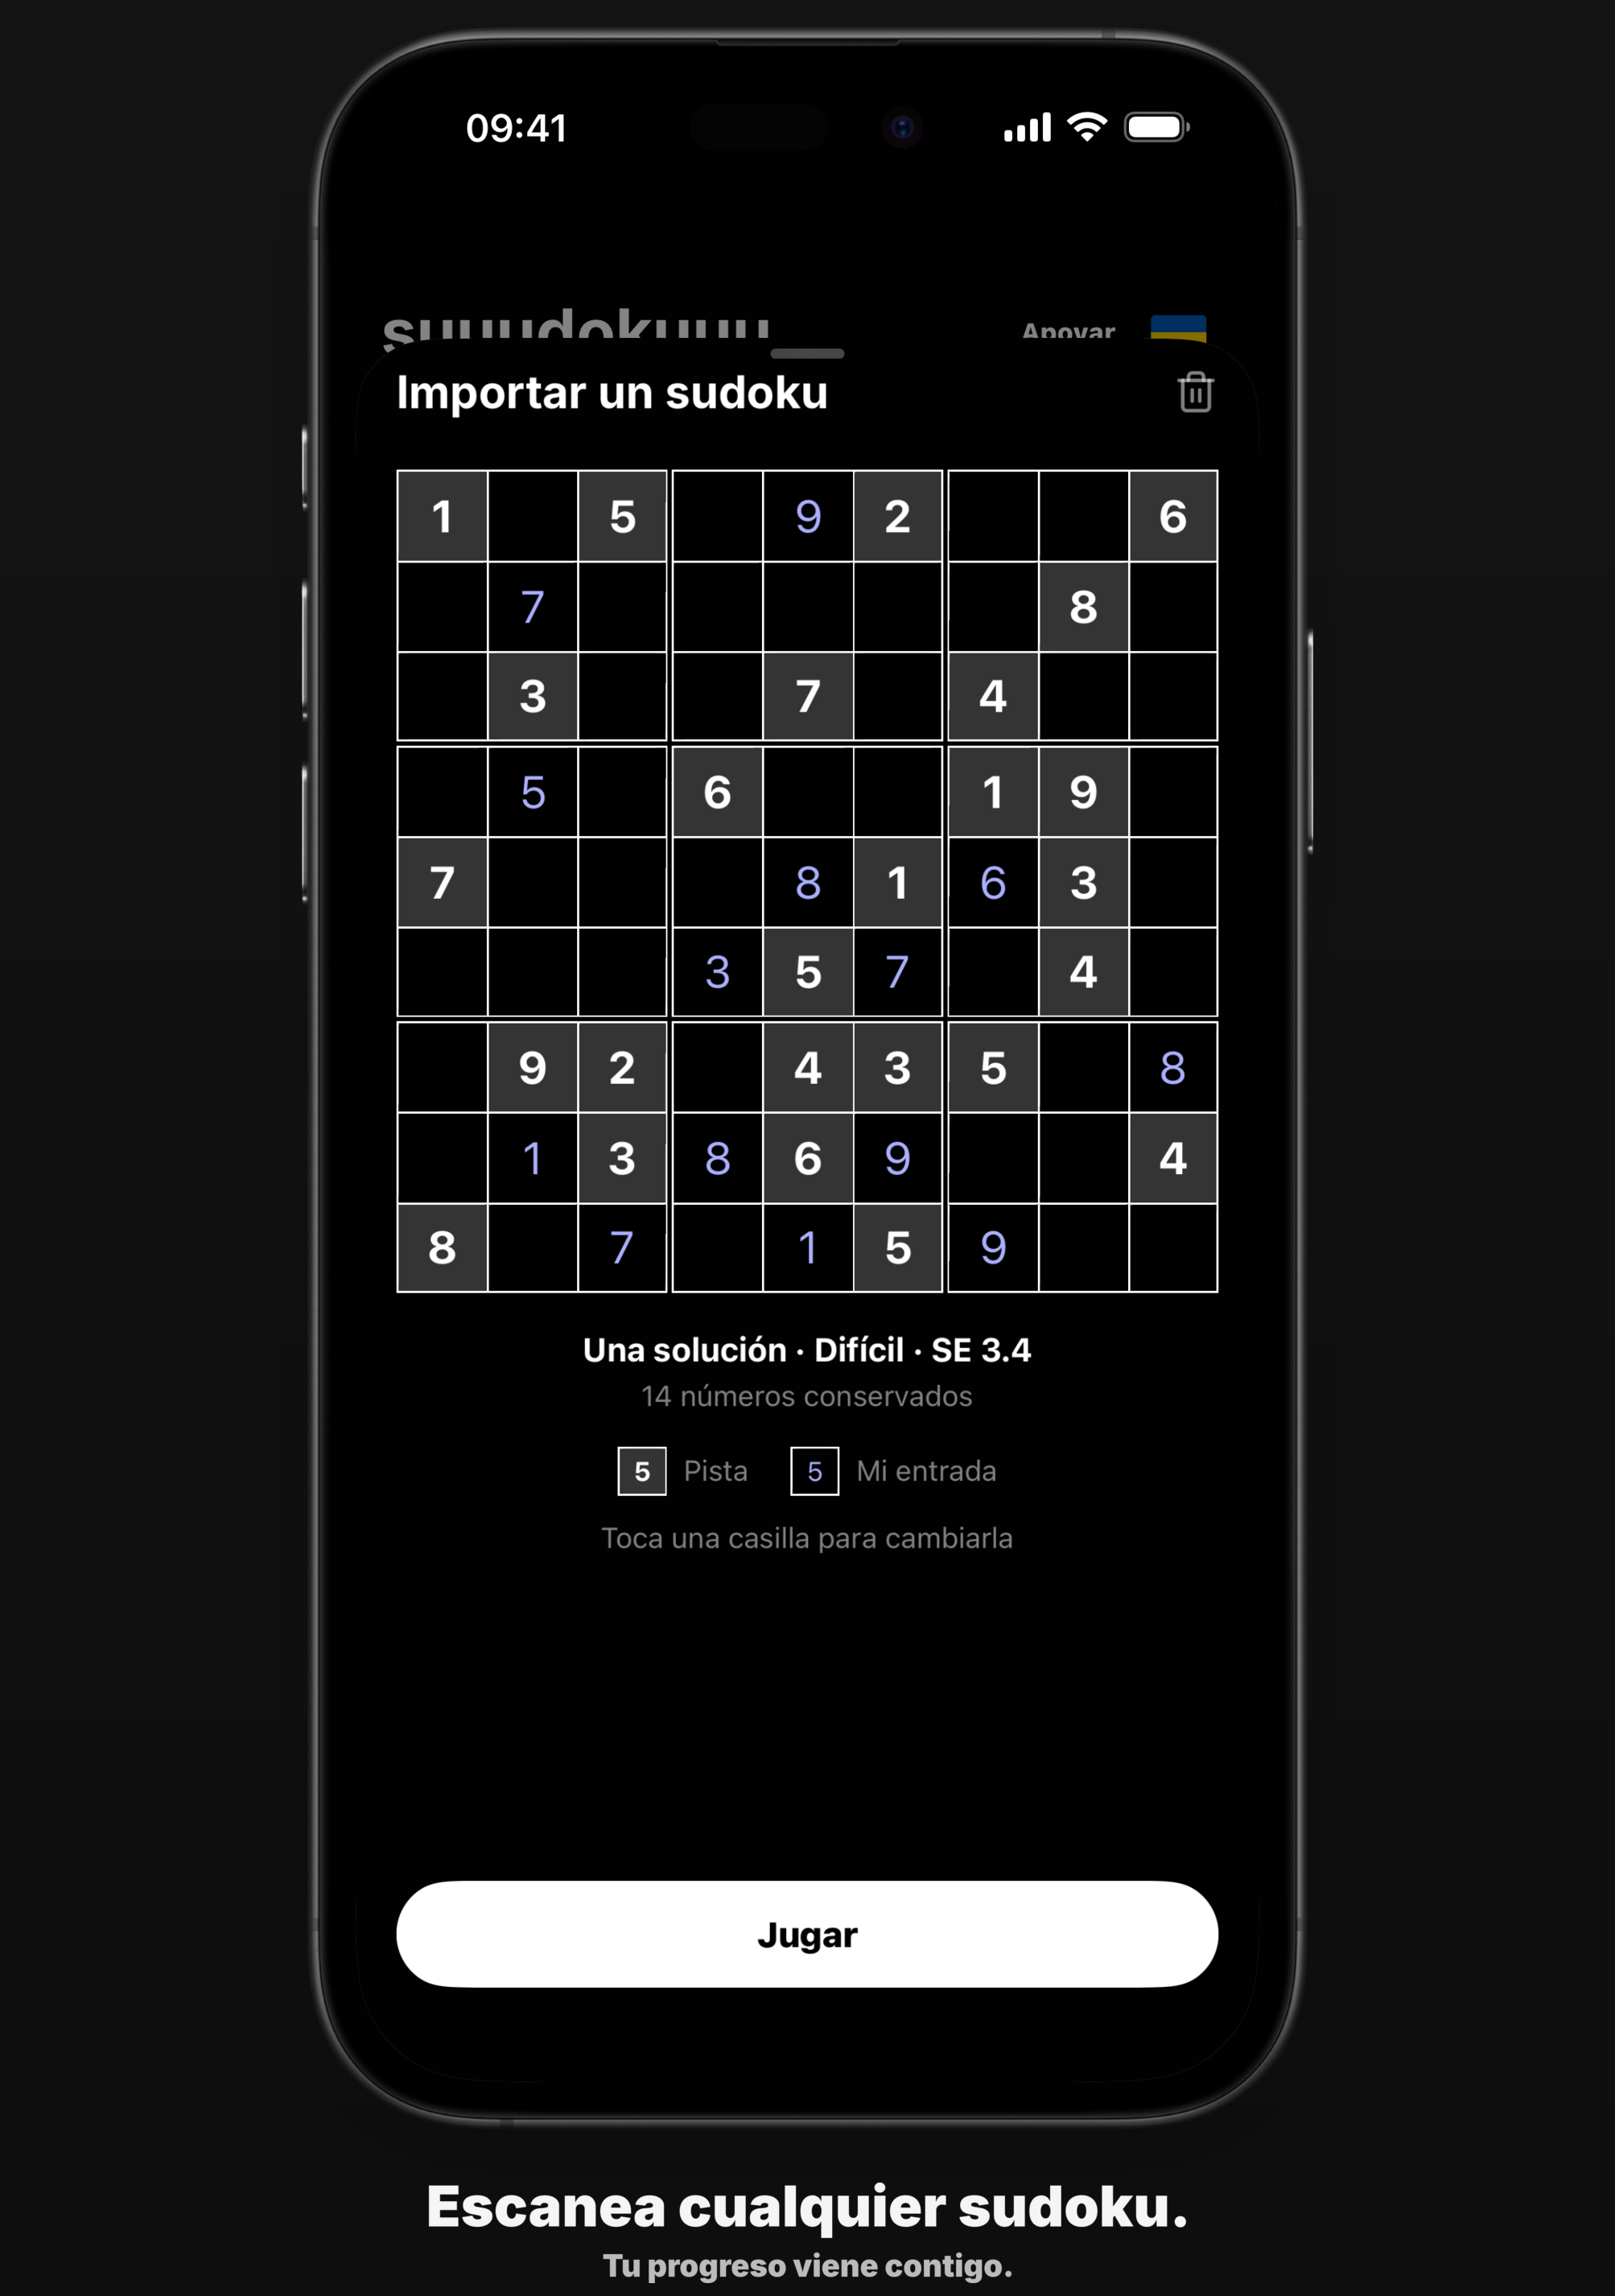 09:41
suuudokuuu Apoyar
Importar un sudoku
1 5 9 2 6
7 8
3 7 4
5 6 1 9
7 8 1 6 3
3 5 7 4
9 2 4 3 5 8
1 3 8 6 9 4
8 7 1 5 9
Una solución · Difícil · SE 3.4
14 números conservados
5 Pista 5 Mi entrada
Toca una casilla para cambiarla
Jugar
Escanea cualquier sudoku.
Tu progreso viene contigo.